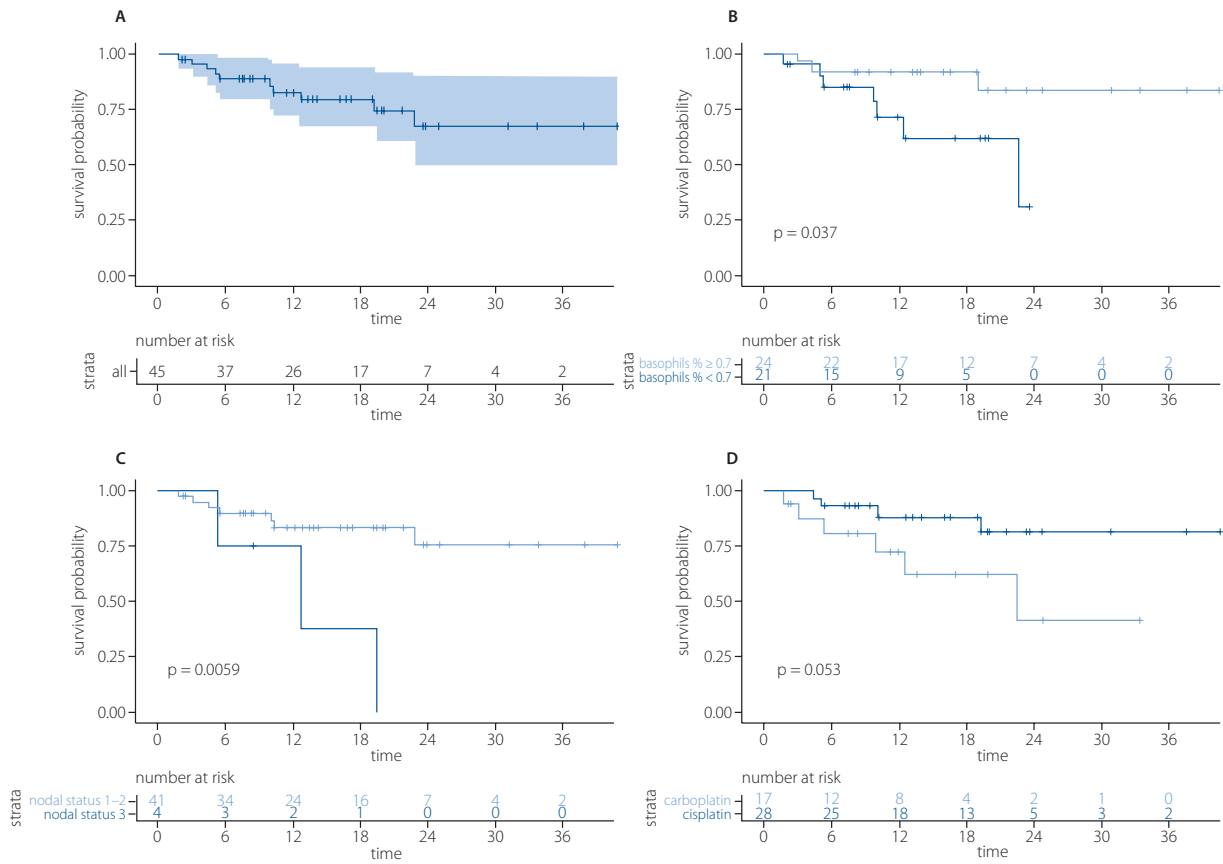 A
survival probability
1.00
0.75
0.50
0.25
0.00
0 6 12 18 24 30 36
time
number at risk
strata
all 45 37 26 17 7 4 2
0 6 12 18 24 30 36
time
B
survival probability
1.00
0.75
0.50
0.25
0.00
p = 0.037
0 6 12 18 24 30 36
time
number at risk
strata
basophils % ≥ 0.7 24 22 17 12 7 4 2
basophils % < 0.7 21 15 9 5 0 0 0
0 6 12 18 24 30 36
time
C
survival probability
1.00
0.75
0.50
0.25
0.00
p = 0.0059
0 6 12 18 24 30 36
time
number at risk
strata
nodal status 1–2 41 34 24 16 7 4 2
nodal status 3 4 3 2 1 0 0 0
0 6 12 18 24 30 36
time
D
survival probability
1.00
0.75
0.50
0.25
0.00
p = 0.053
0 6 12 18 24 30 36
time
number at risk
strata
carboplatin 17 12 8 4 2 1 0
cisplatin 28 25 18 13 5 3 2
0 6 12 18 24 30 36
time